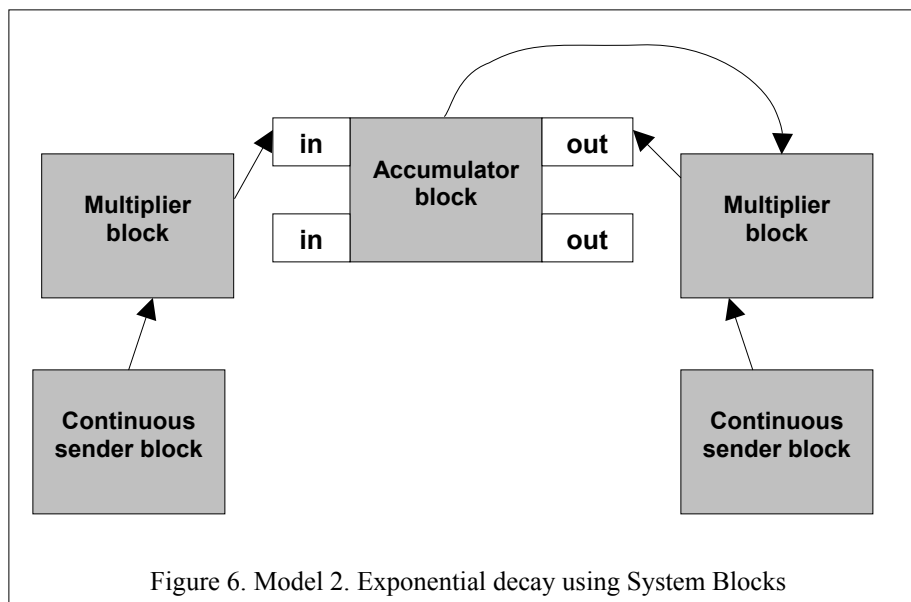 in
Accumulator
block
out
in
out
Multiplier
block
Multiplier
block
Continuous
sender block
Continuous
sender block
Figure 6. Model 2. Exponential decay using System Blocks